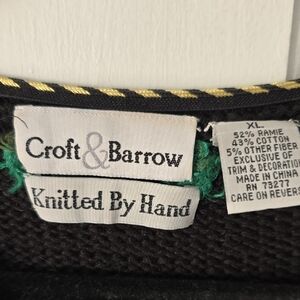 Croft & Barrow
Knitted By Hand
XL
52% RAMIE
43% COTTON
5% OTHER FIBER
EXCLUSIVE OF
TRIM & DECORATION
MADE IN CHINA
RN 73277
CARE ON REVER